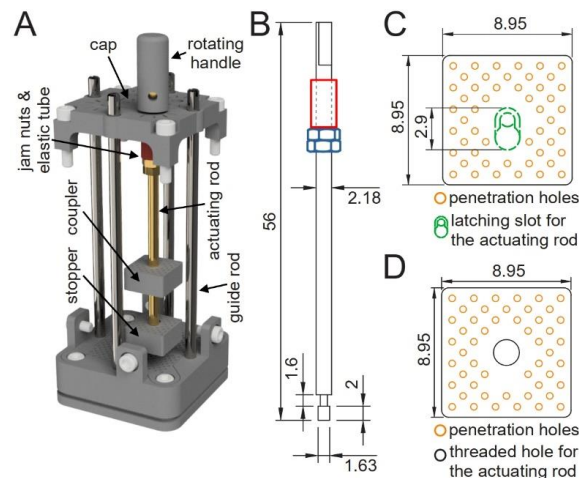 A
cap
rotating
handle
jam nuts &
elastic tube
coupler
stopper
actuating rod
guide rod
B
56
2.18
1.6
2
1.63
C
8.95
8.95
2.9
penetration holes
latching slot for
the actuating rod
D
8.95
8.95
penetration holes
threaded hole for
the actuating rod